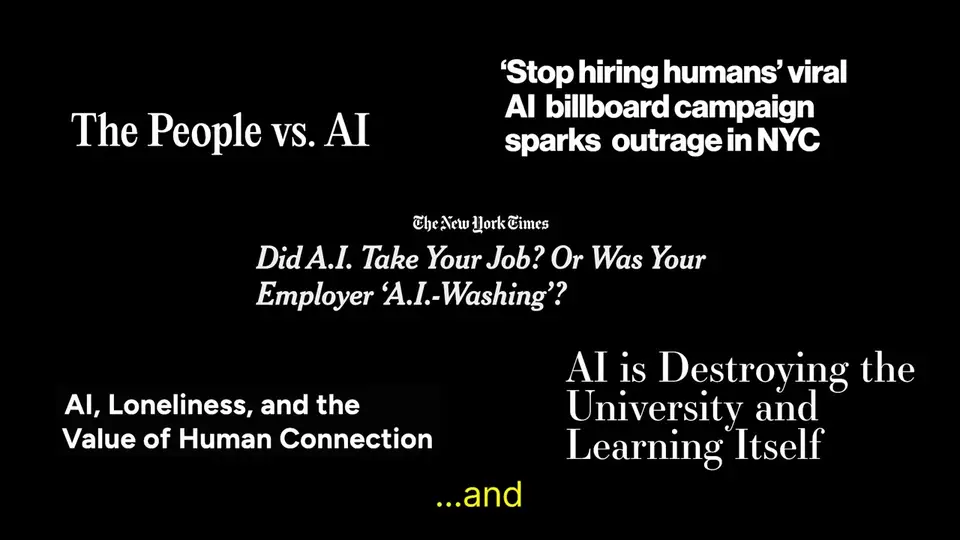 The People vs. AI
‘Stop hiring humans’ viral
AI billboard campaign
sparks outrage in NYC
The New York Times
Did A.I. Take Your Job? Or Was Your
Employer ‘A.I.-Washing’?
AI, Loneliness, and the
Value of Human Connection
AI is Destroying the
University and
Learning Itself
...and